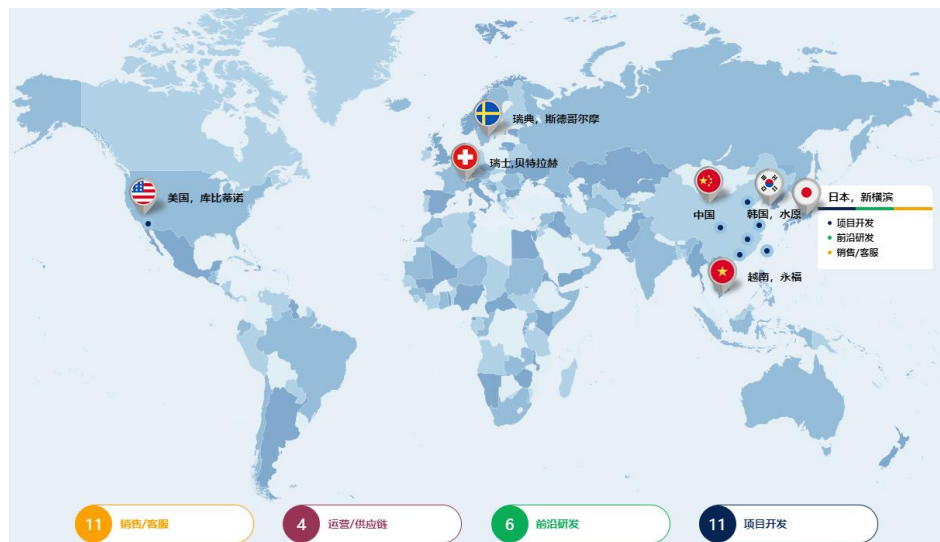 瑞典，斯德哥尔摩
瑞士,贝特拉赫
美国，库比蒂诺
中国
韩国，水原
日本，新横滨
• 项目开发
• 前沿研发
• 销售/客服
越南，永福
11 销售/客服
4 运营/供应链
6 前沿研发
11 项目开发